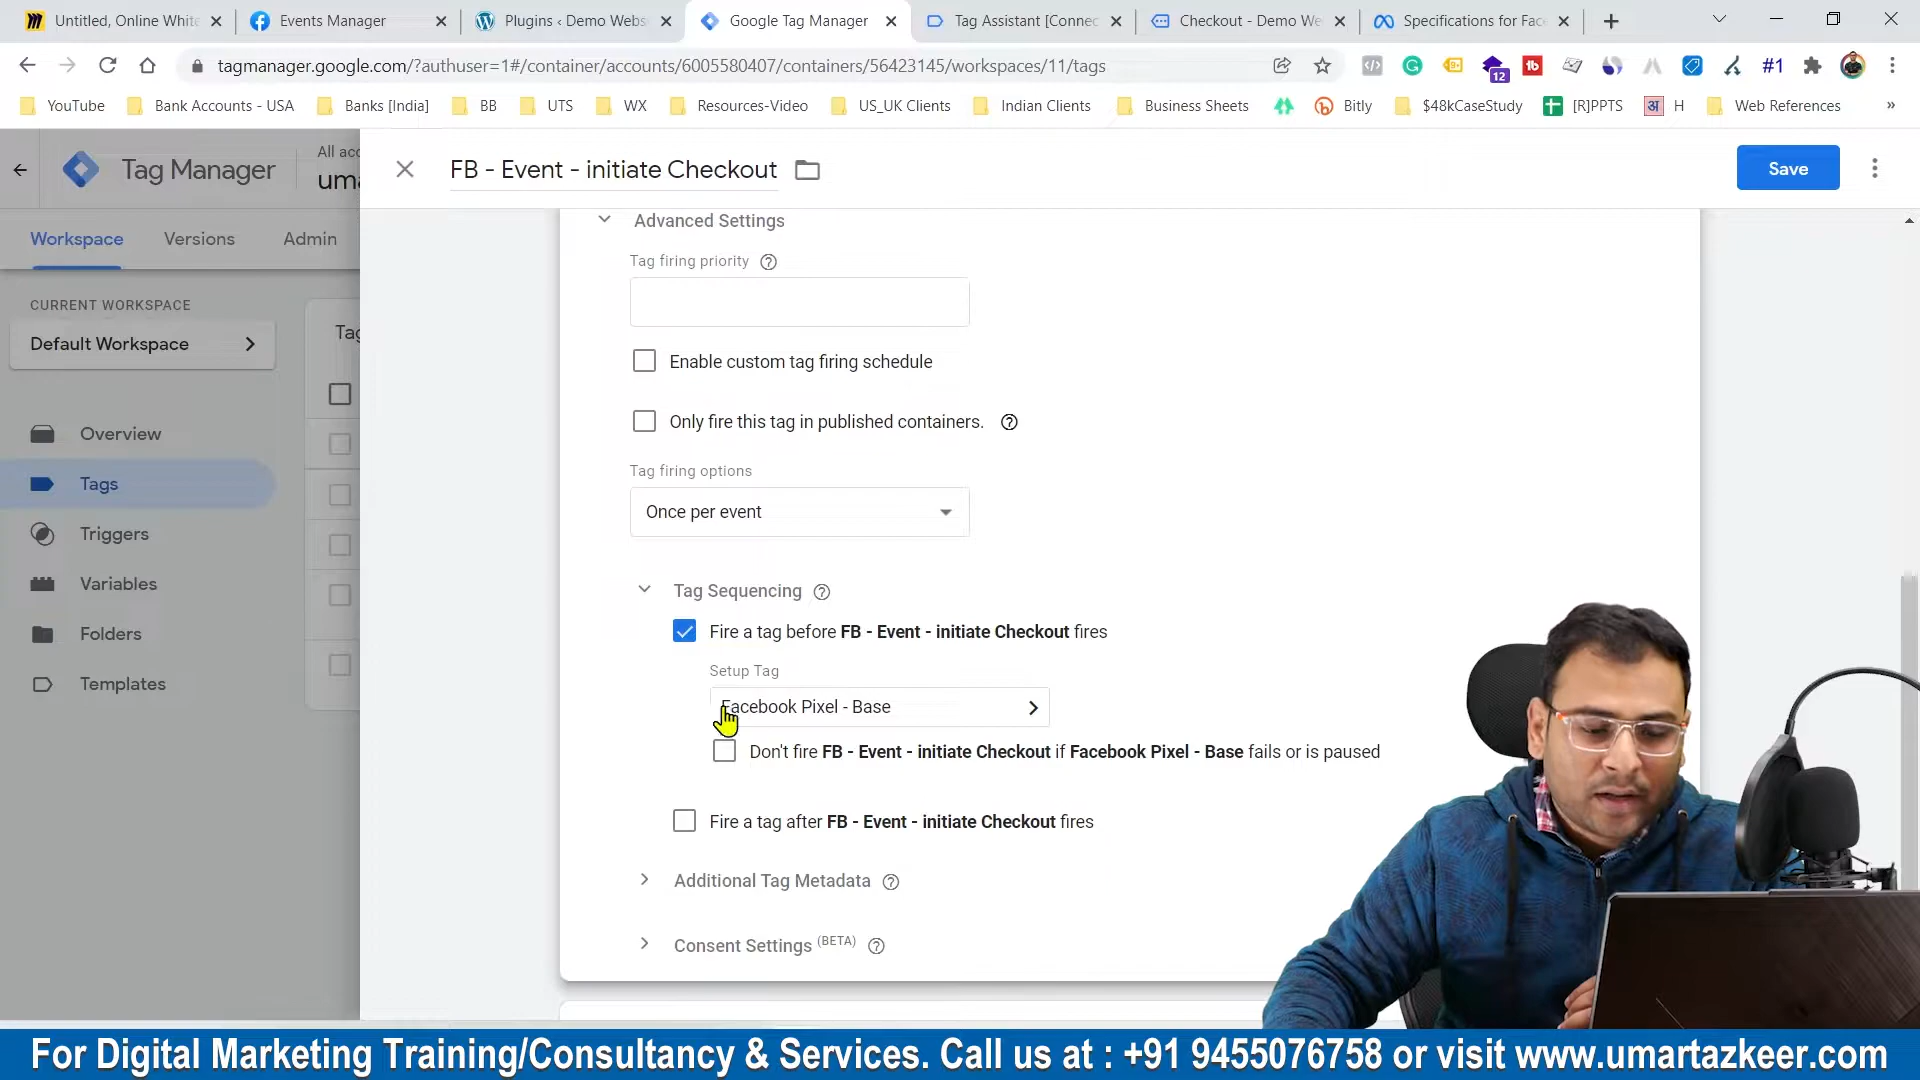 Untitled, Online White
Events Manager
Plugins ‹ Demo Webs
Google Tag Manager
Tag Assistant [Connec
Checkout - Demo We
Specifications for Face
tagmanager.google.com/?authuser=1#/container/accounts/6005580407/containers/56423145/workspaces/11/tags
12
#1
YouTube
Bank Accounts - USA
Banks [India]
BB
UTS
WX
Resources-Video
US_UK Clients
Indian Clients
Business Sheets
Bitly
$48kCaseStudy
[R]PPTS
अ H
Web References
»
Tag Manager
All acc
uma
FB - Event - initiate Checkout
Save
Workspace
Versions
Admin
CURRENT WORKSPACE
Default Workspace
Tag
Overview
Tags
Triggers
Variables
Folders
Templates
Advanced Settings
Tag firing priority
Enable custom tag firing schedule
Only fire this tag in published containers.
Tag firing options
Once per event
Tag Sequencing
Fire a tag before FB - Event - initiate Checkout fires
Setup Tag
Facebook Pixel - Base
Don't fire FB - Event - initiate Checkout if Facebook Pixel - Base fails or is paused
Fire a tag after FB - Event - initiate Checkout fires
Additional Tag Metadata
Consent Settings (BETA)
For Digital Marketing Training/Consultancy & Services. Call us at : +91 9455076758 or visit www.umartazkeer.com